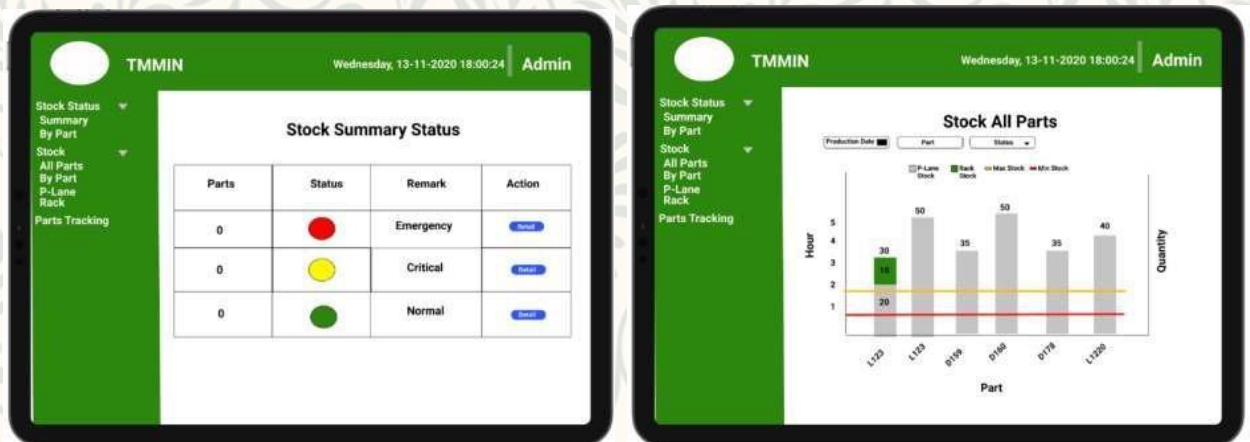 TMMIN
Wednesday, 13-11-2020 18:00:24
Admin
Stock Status
Summary
By Part
Stock
All Parts
By Part
P-Lane
Rack
Parts Tracking
Stock Summary Status
Parts Status Remark Action
0 Emergency Detail
0 Critical Detail
0 Normal Detail
TMMIN
Wednesday, 13-11-2020 18:00:24
Admin
Stock Status
Summary
By Part
Stock
All Parts
By Part
P-Lane
Rack
Parts Tracking
Stock All Parts
Production Date Part Status
P-Lane Stock
Rack Stock
Max Stock
Min Stock
Hour
5
4
3
2
1
30
10
20
50
35
50
35
40
Quantity
L123 L123 D159 D160 D178 L1220
Part